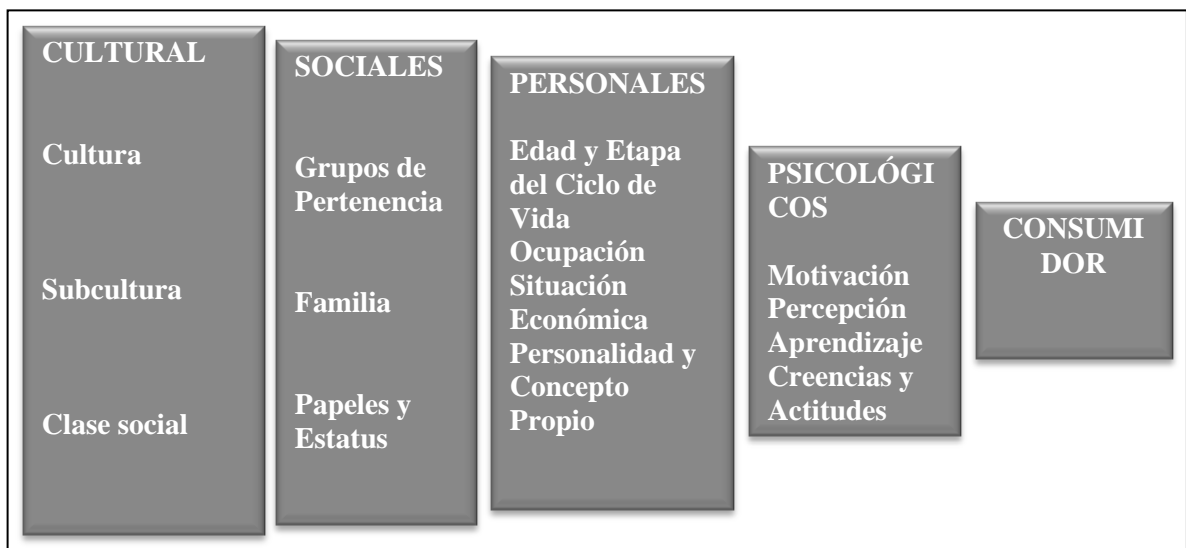 CULTURAL
Cultura
Subcultura
Clase social
SOCIALES
Grupos de
Pertenencia
Familia
Papeles y
Estatus
PERSONALES
Edad y Etapa
del Ciclo de
Vida
Ocupación
Situación
Económica
Personalidad y
Concepto
Propio
PSICOLÓGI
COS
Motivación
Percepción
Aprendizaje
Creencias y
Actitudes
CONSUMI
DOR